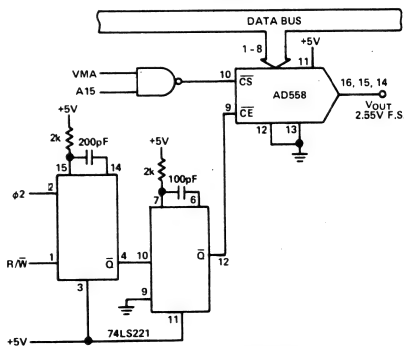 DATA BUS
1-8
+5V
11
VMA
A15
10
CS
AD558
16, 15, 14
VOUT
2.55V F.S
9
CE
12
13
+5V
2k
200pF
15
14
+5V
2k
100pF
7
6
φ2
2
R/W
1
Q
4
10
Q
12
9
3
11
+5V
74LS221